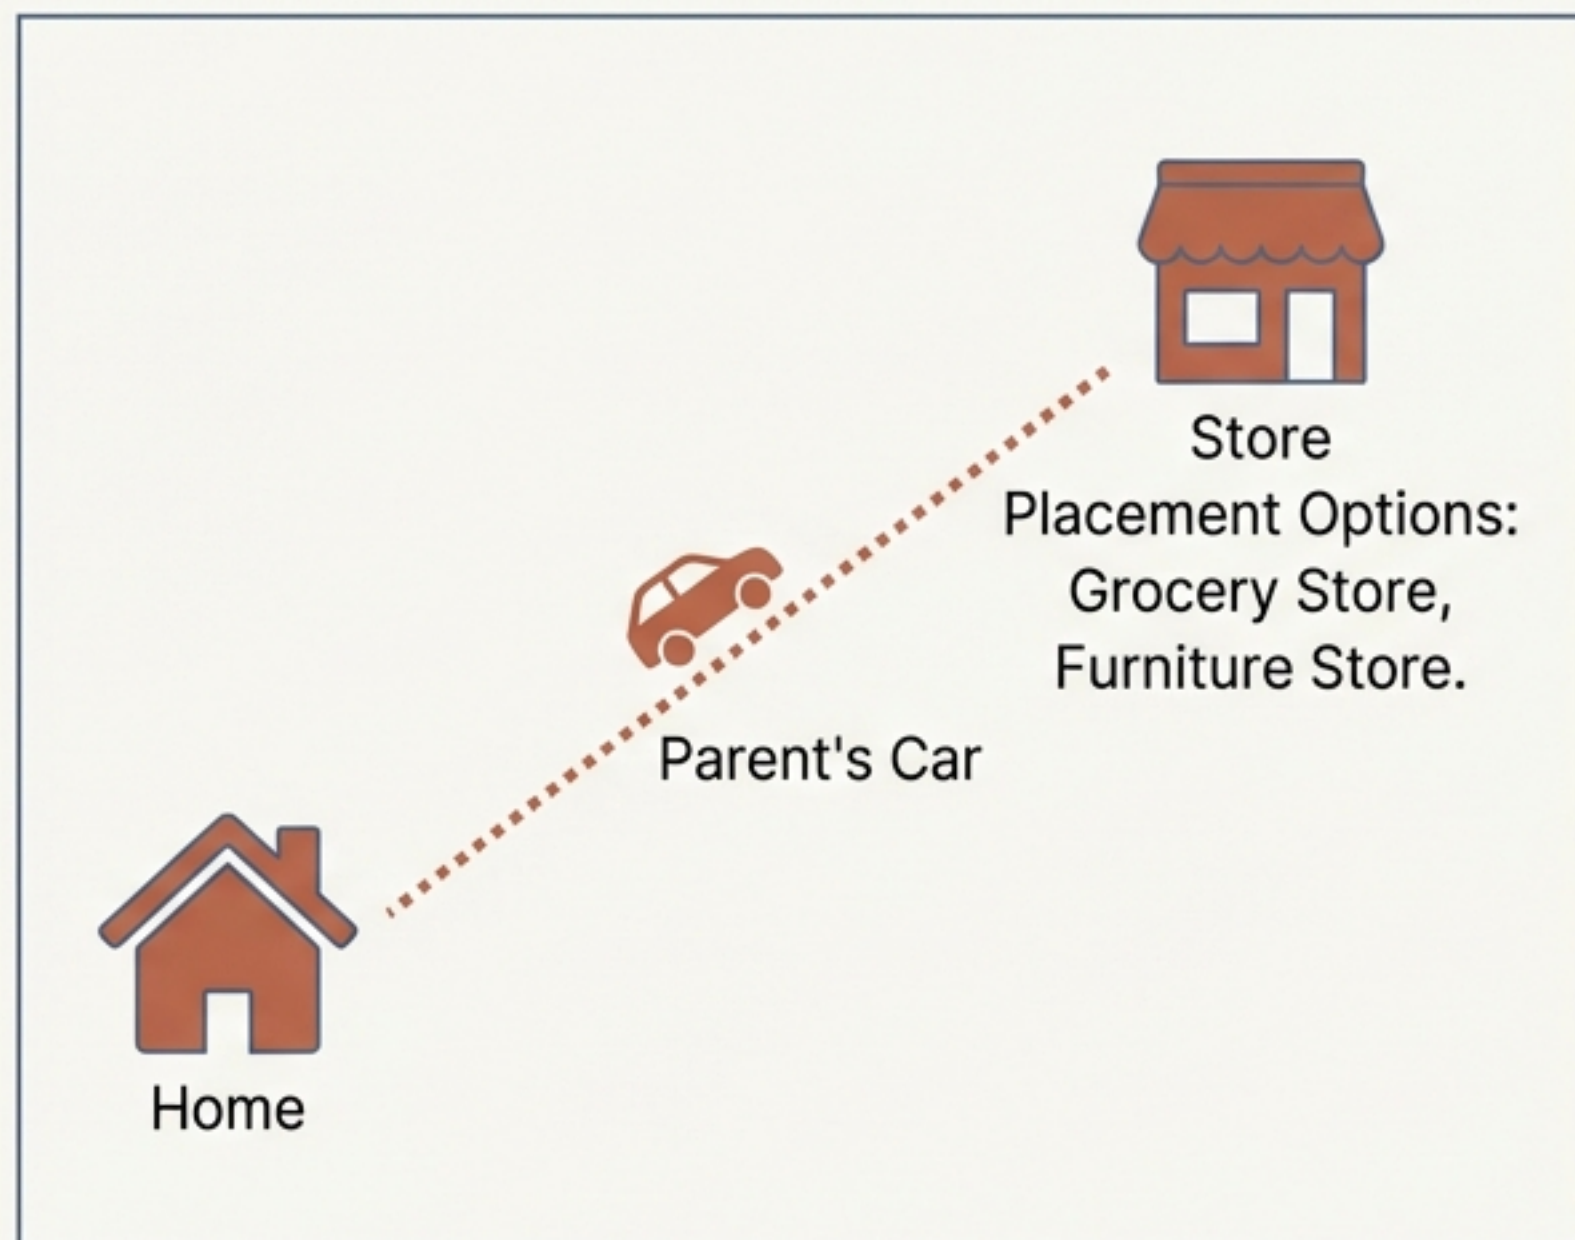 Store
Placement Options:
Grocery Store,
Furniture Store.
Parent's Car
Home